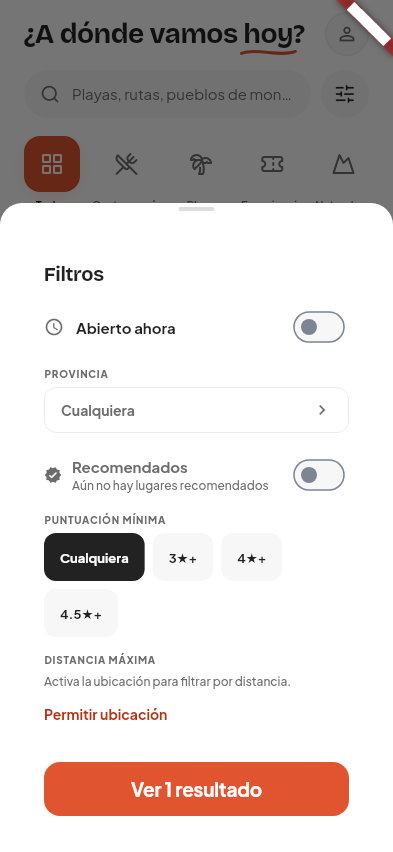 ¿A dónde vamos hoy?
Playas, rutas, pueblos de mon...
Filtros
Abierto ahora
PROVINCIA
Cualquiera
Recomendados
Aún no hay lugares recomendados
PUNTUACIÓN MÍNIMA
Cualquiera 3★+ 4★+
4.5★+
DISTANCIA MÁXIMA
Activa la ubicación para filtrar por distancia.
Permitir ubicación
Ver 1 resultado